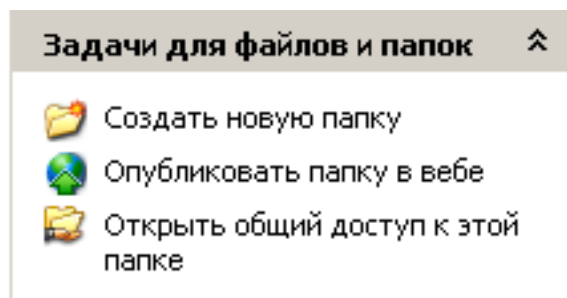 Задачи для файлов и папок
Создать новую папку
Опубликовать папку в вебе
Открыть общий доступ к этой
папке